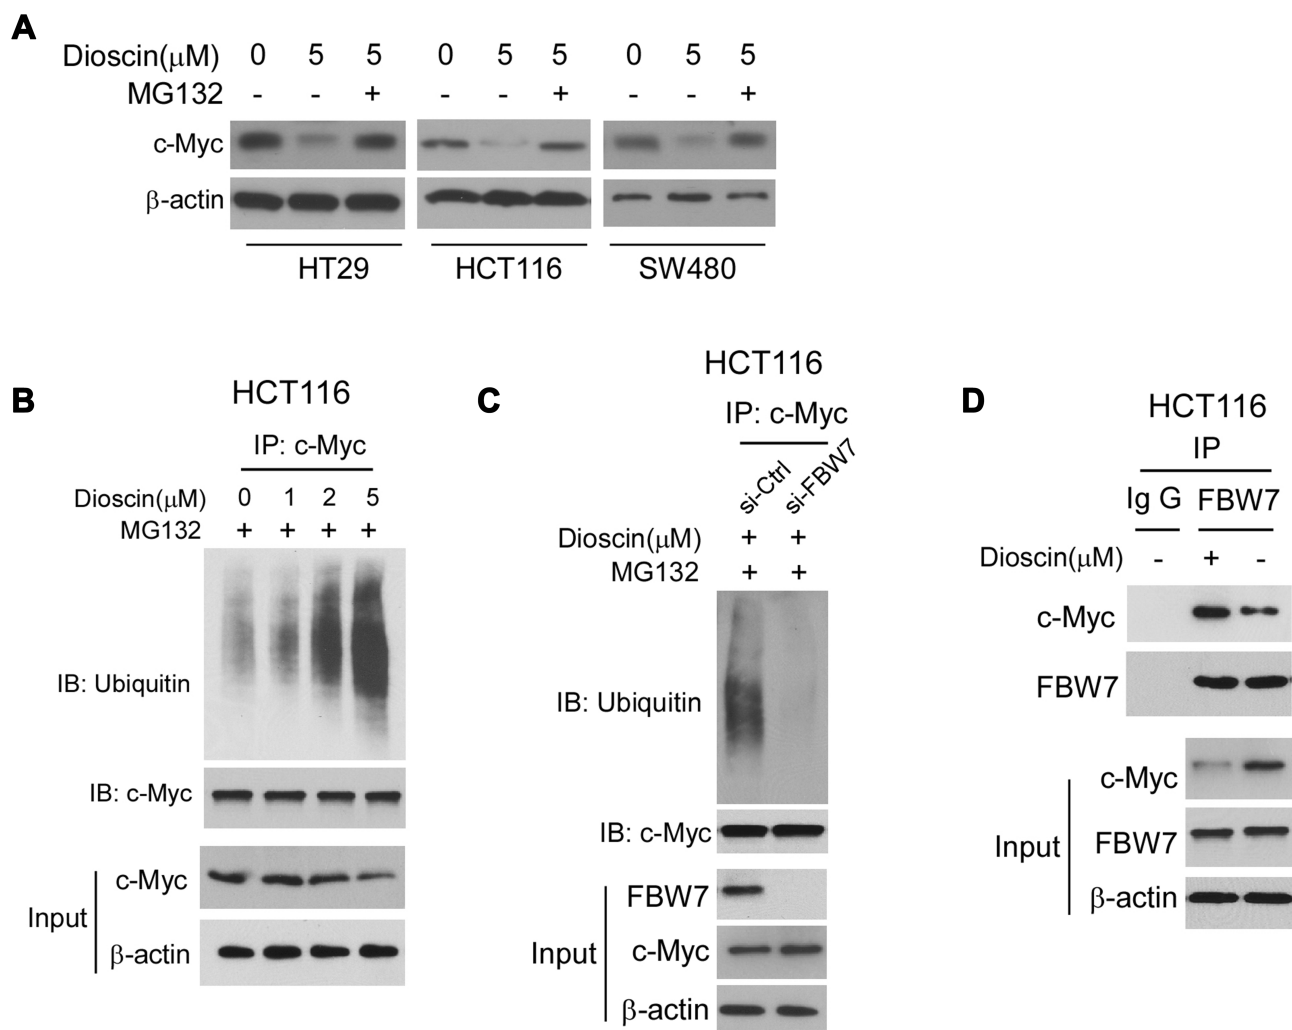 A
Dioscin(μM) 0 5 5 0 5 5 0 5 5
MG132 - - + - - + - - +
c-Myc
β-actin
HT29 HCT116 SW480
B
HCT116
IP: c-Myc
Dioscin(μM) 0 1 2 5
MG132 + + + +
IB: Ubiquitin
IB: c-Myc
Input
c-Myc
β-actin
C
HCT116
IP: c-Myc
si-Ctrl si-FBW7
Dioscin(μM) + +
MG132 + +
IB: Ubiquitin
IB: c-Myc
Input
FBW7
c-Myc
β-actin
D
HCT116
IP
Ig G FBW7
Dioscin(μM) - + -
c-Myc
FBW7
Input
c-Myc
FBW7
β-actin